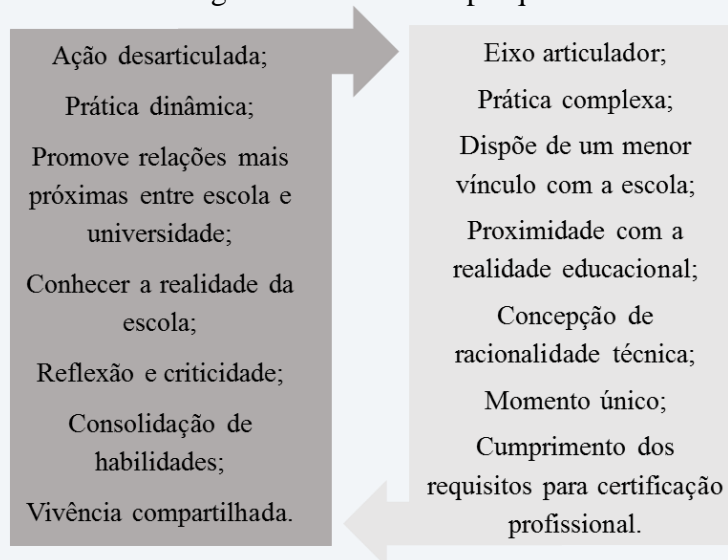 Ação desarticulada;
Prática dinâmica;
Promove relações mais
próximas entre escola e
universidade;
Conhecer a realidade da
escola;
Reflexão e criticidade;
Consolidação de
habilidades;
Vivência compartilhada.
Eixo articulador;
Prática complexa;
Dispõe de um menor
vínculo com a escola;
Proximidade com a
realidade educacional;
Concepção de
racionalidade técnica;
Momento único;
Cumprimento dos
requisitos para certificação
profissional.